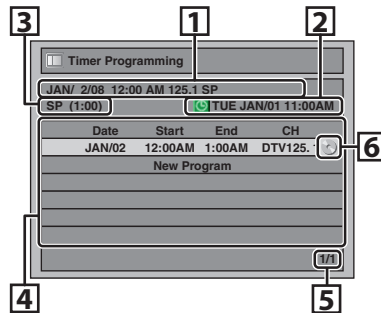 3
1
2
Timer Programming
JAN/ 2/08 12:00 AM 125.1 SP
SP (1:00) TUE JAN/01 11:00AM
Date Start End CH
JAN/02 12:00AM 1:00AM DTV125.1
6
New Program
1/1
4
5